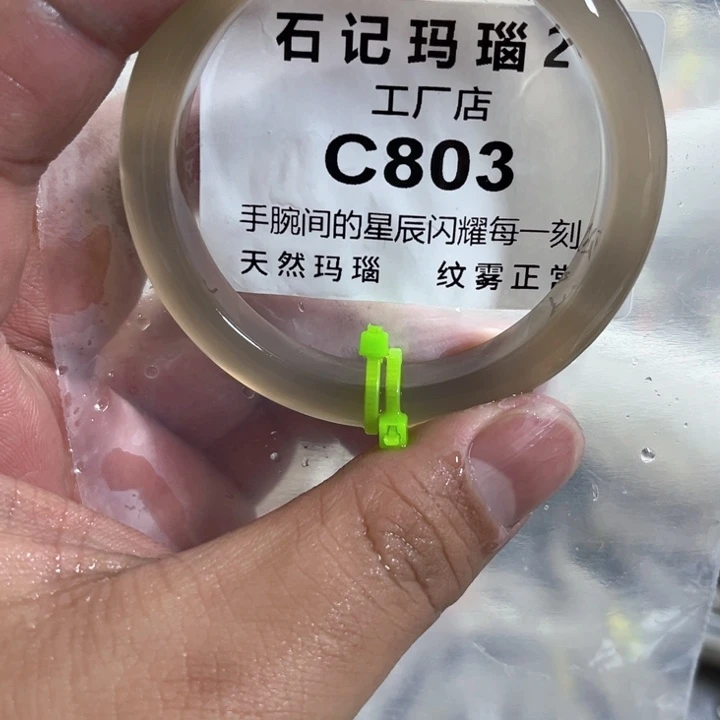 石记玛瑙2
工厂店
C803
手腕间的星辰闪耀每一刻
天然玛瑙 纹雾正常